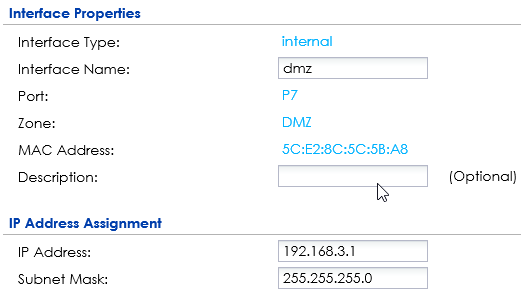 Interface Properties
Interface Type: internal
Interface Name: dmz
Port: P7
Zone: DMZ
MAC Address: 5C:E2:8C:5C:5B:A8
Description: (Optional)
IP Address Assignment
IP Address: 192.168.3.1
Subnet Mask: 255.255.255.0